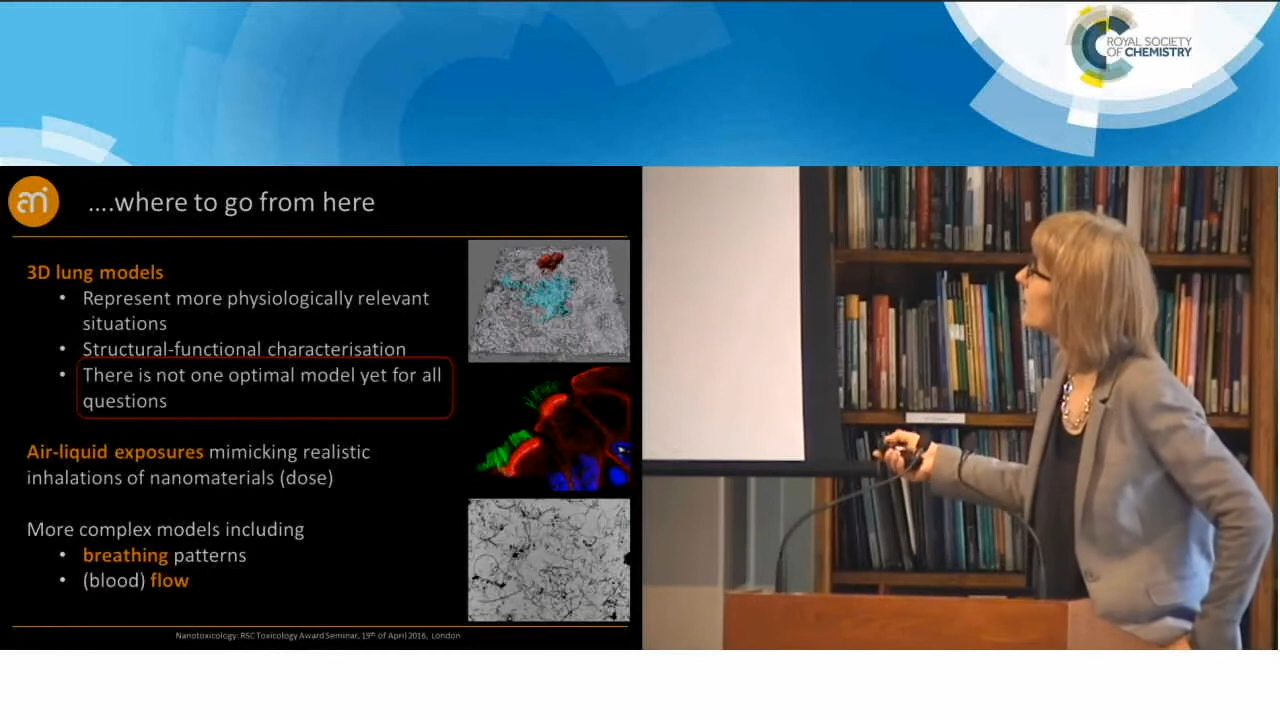 ROYAL SOCIETY
OF CHEMISTRY
ani
....where to go from here
3D lung models
• Represent more physiologically relevant
situations
• Structural-functional characterisation
• There is not one optimal model yet for all
questions
Air-liquid exposures mimicking realistic
inhalations of nanomaterials (dose)
More complex models including
• breathing patterns
• (blood) flow
Nanotoxicology: RSC Toxicology Award Seminar, 19th of April 2016, London